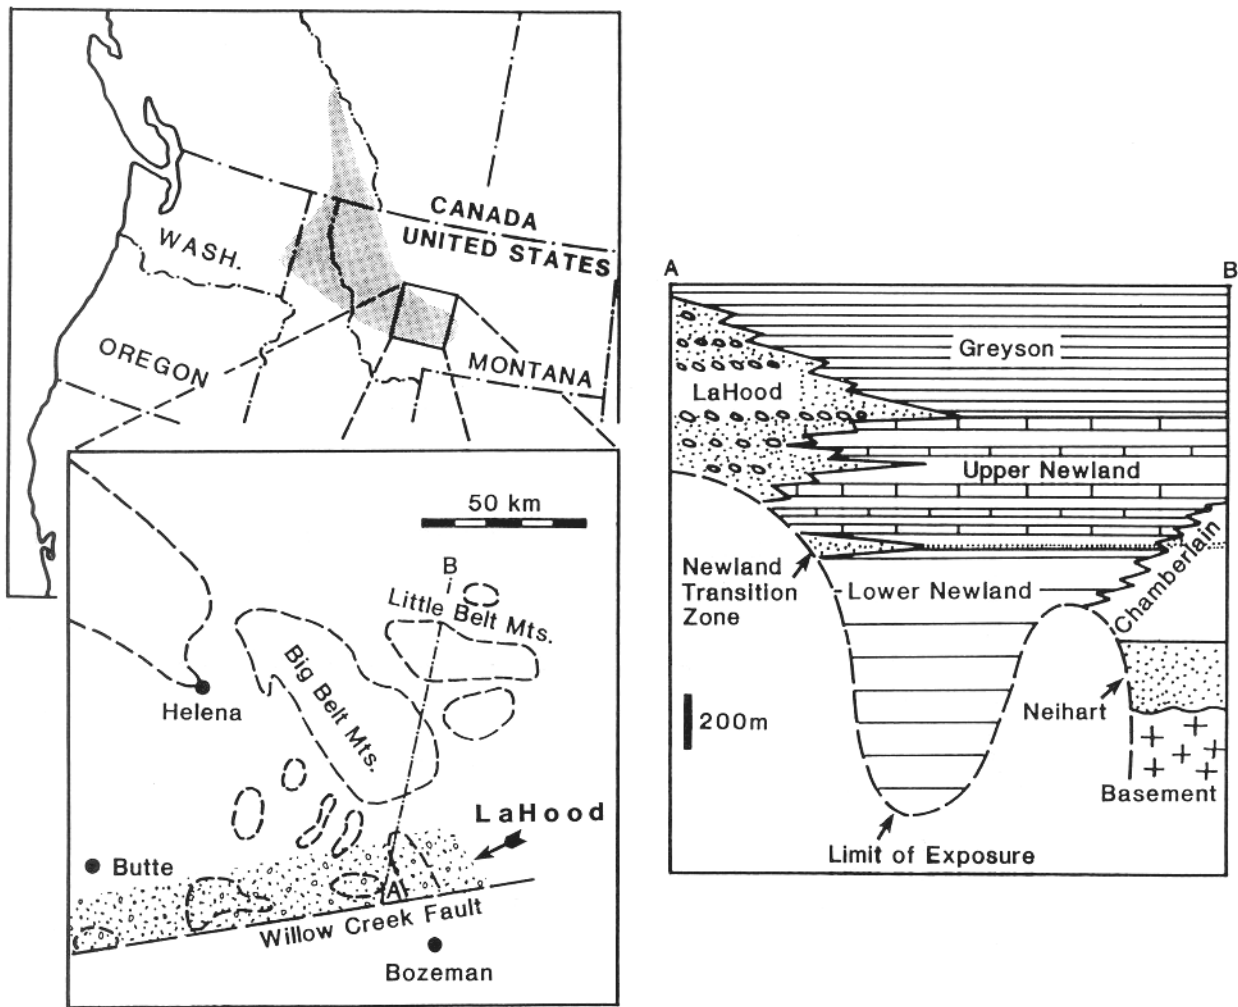 CANADA
UNITED STATES
WASH.
OREGON
MONTANA
50 km
B
Little Belt Mts.
Big Belt Mts.
Helena
LaHood
Butte
A
Willow Creek Fault
Bozeman
A
B
Greyson
LaHood
Upper Newland
Newland
Transition
Zone
Lower Newland
Chamberlain
200m
Neihart
Basement
Limit of Exposure